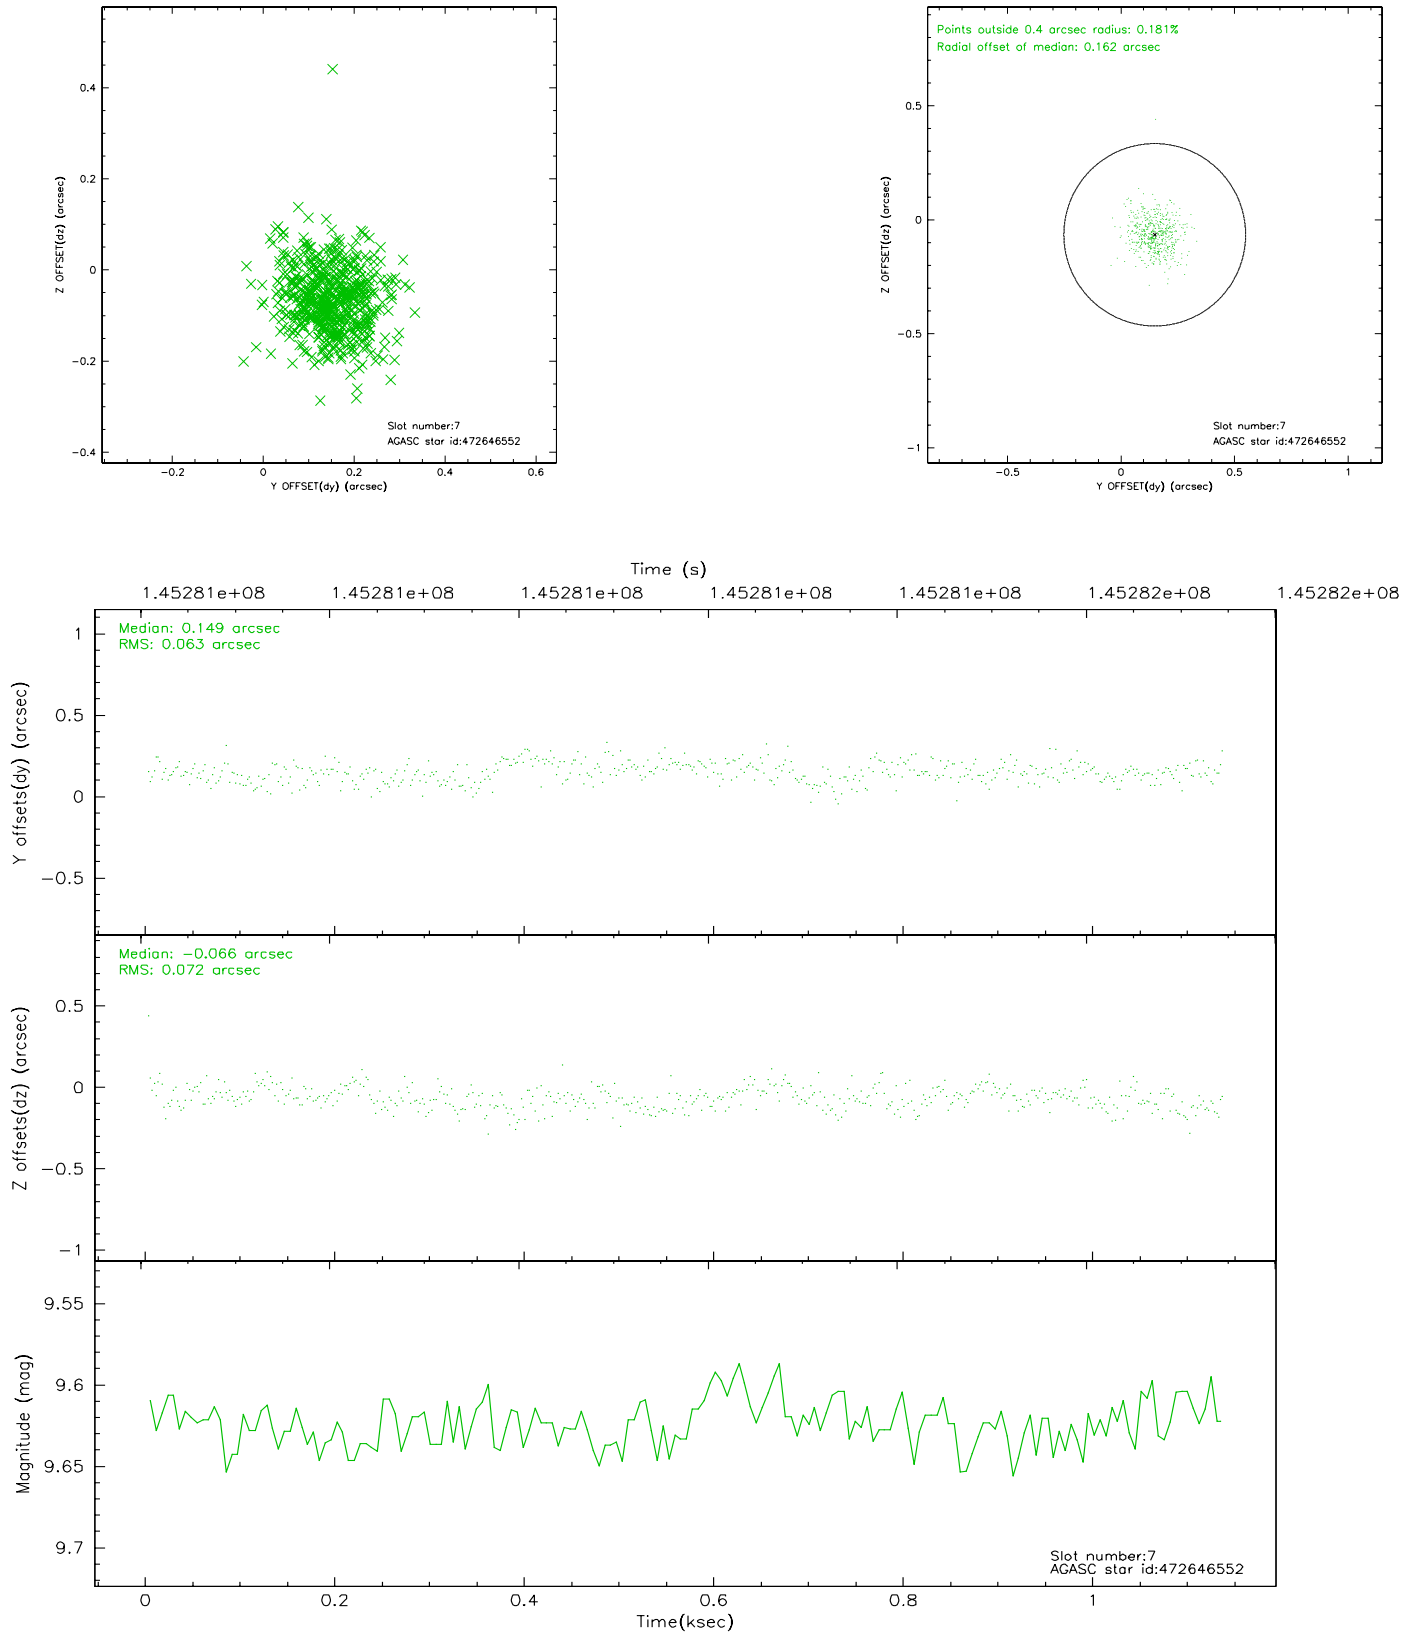 0.4
0.2
0
−0.2
−0.4
Z OFFSET(dz) (arcsec)
Slot number:7
AGASC star id:472646552
−0.2
0
0.2
0.4
0.6
Y OFFSET(dy) (arcsec)
Points outside 0.4 arcsec radius: 0.181%
Radial offset of median: 0.162 arcsec
0.5
0
−0.5
−1
Z OFFSET(dz) (arcsec)
Slot number:7
AGASC star id:472646552
−0.5
0
0.5
1
Y OFFSET(dy) (arcsec)
Time (s)
1.45281e+08
1.45281e+08
1.45281e+08
1.45281e+08
1.45281e+08
1.45282e+08
1.45282e+08
Median: 0.149 arcsec
RMS: 0.063 arcsec
1
0.5
0
−0.5
Y offsets(dy) (arcsec)
Median: −0.066 arcsec
RMS: 0.072 arcsec
0.5
0
−0.5
−1
Z offsets(dz) (arcsec)
9.55
9.6
9.65
9.7
Magnitude (mag)
Slot number:7
AGASC star id:472646552
0
0.2
0.4
0.6
0.8
1
Time(ksec)